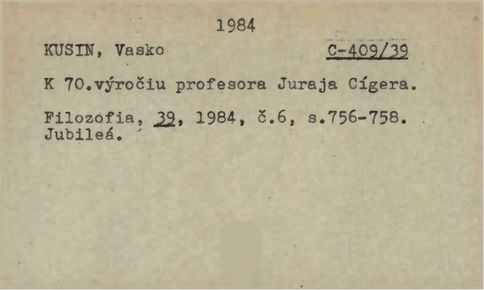 1984
KUSIN, Vasko C-409/39
K 70.výročiu profesora Juraja Cígera.
Filozofia, 39, 1984, č.6, s.756-758.
Jubileá.